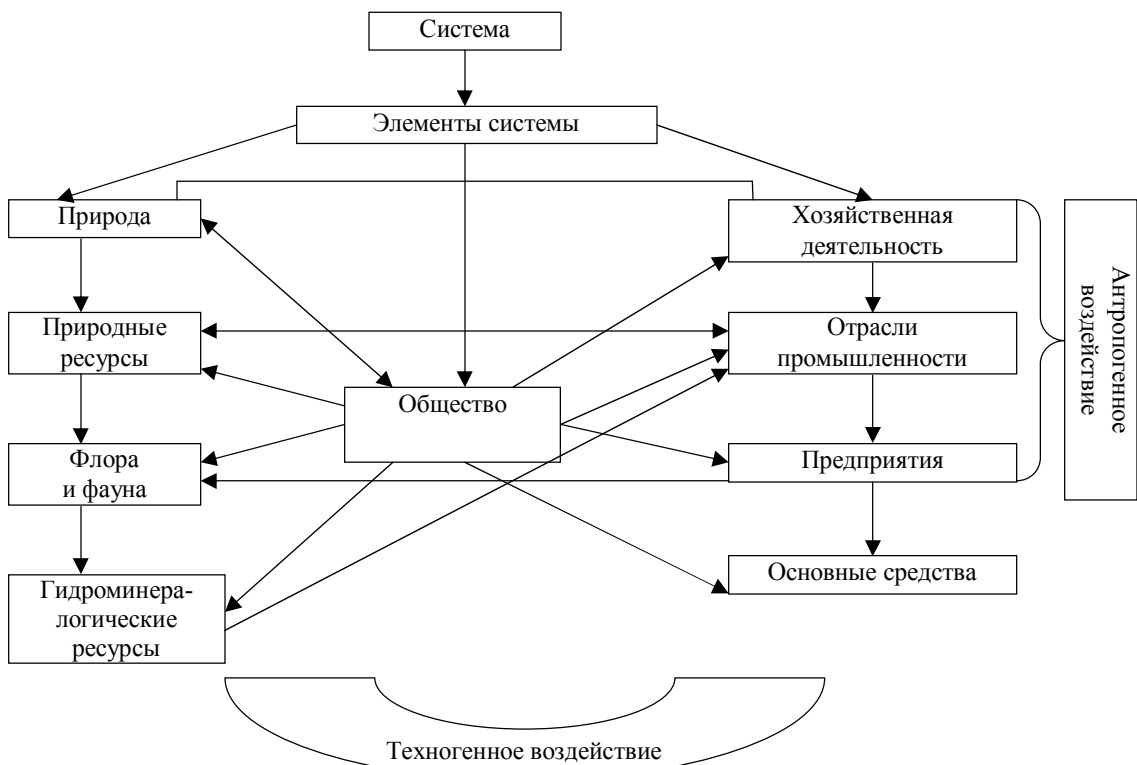 Система
Элементы системы
Природа
Хозяйственная
деятельность
Антропогенное
воздействие
Природные
ресурсы
Отрасли
промышленности
Общество
Флора
и фауна
Предприятия
Гидроминера-
логические
ресурсы
Основные средства
Техногенное воздействие